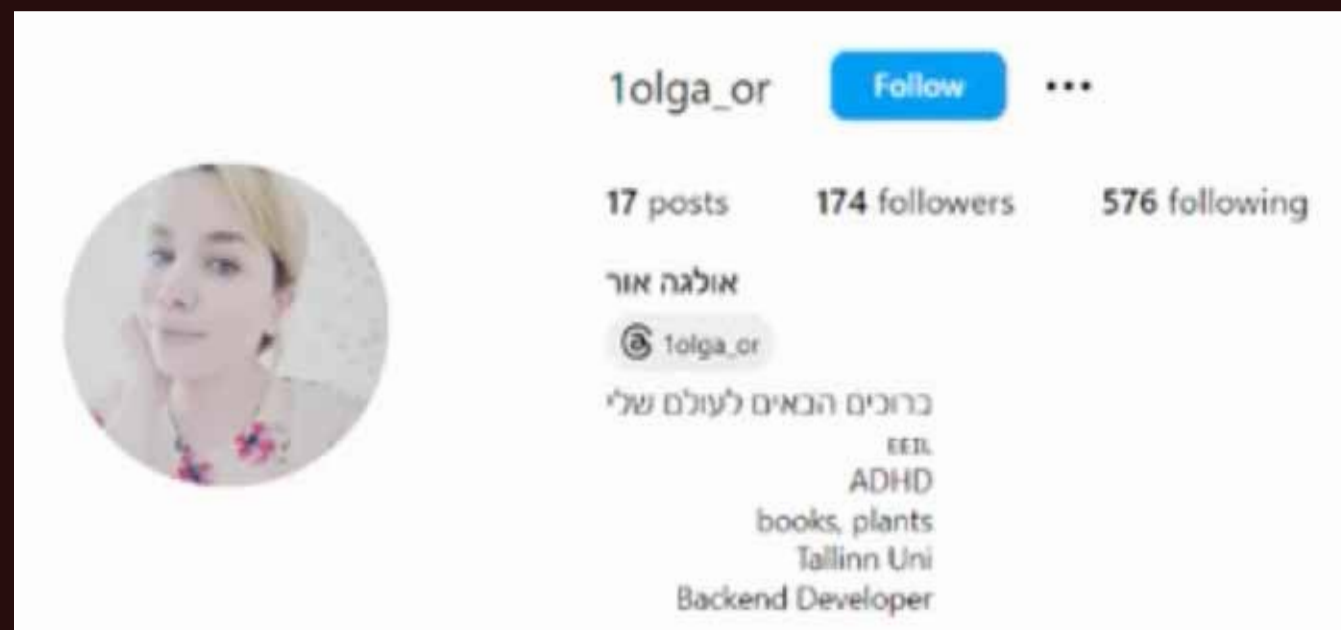 1olga_or Follow
17 posts 174 followers 576 following
אולגה אור
1olga_or
ברוכים הבאים לעולם שלי
EEIL
ADHD
books, plants
Tallinn Uni
Backend Developer